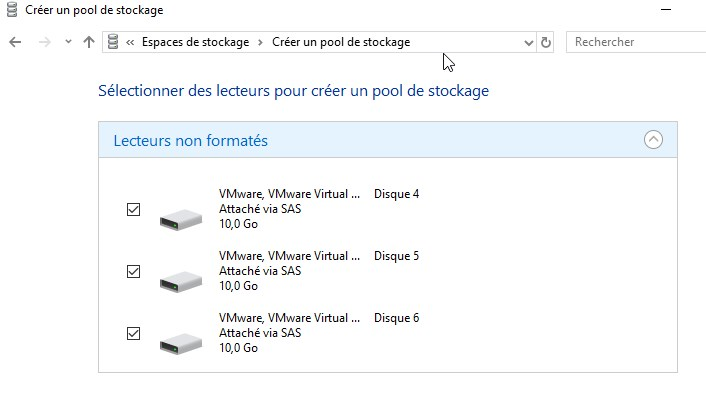 Créer un pool de stockage
« Espaces de stockage > Créer un pool de stockage
Rechercher
Sélectionner des lecteurs pour créer un pool de stockage
Lecteurs non formatés
VMware, VMware Virtual ... Disque 4
Attaché via SAS
10,0 Go
VMware, VMware Virtual ... Disque 5
Attaché via SAS
10,0 Go
VMware, VMware Virtual ... Disque 6
Attaché via SAS
10,0 Go